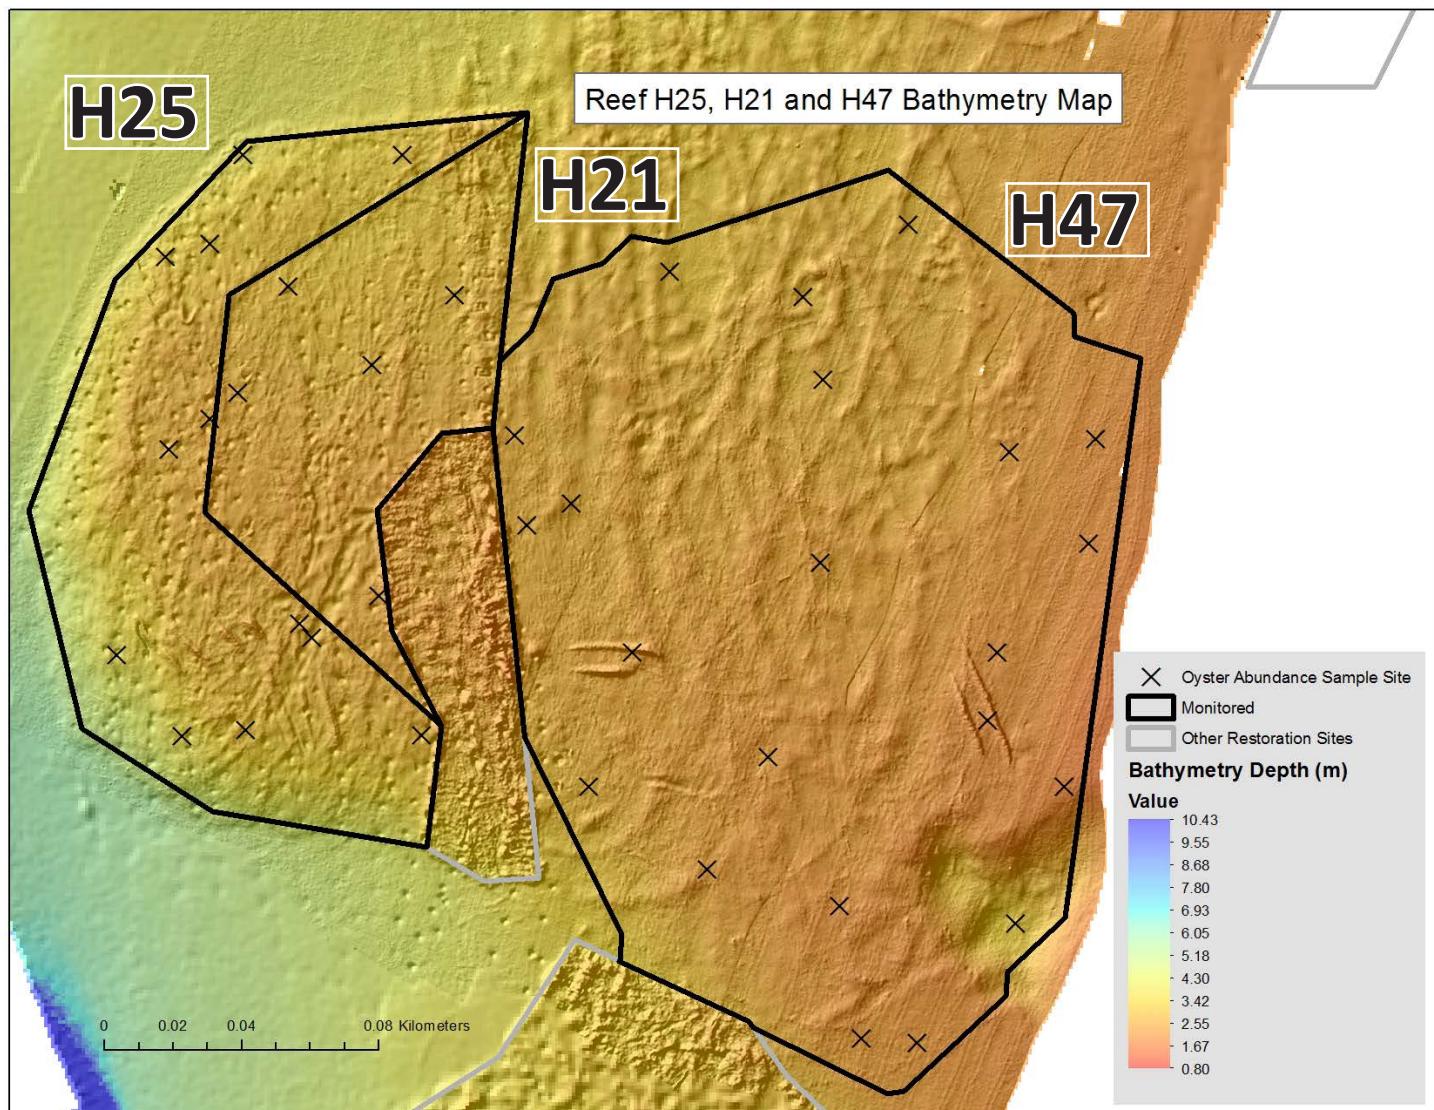 H25
Reef H25, H21 and H47 Bathymetry Map
H21
H47
Oyster Abundance Sample Site
Monitored
Other Restoration Sites
Bathymetry Depth (m)
Value
10.43
9.55
8.68
7.80
6.93
6.05
5.18
4.30
3.42
2.55
1.67
0.80
0 0.02 0.04 0.08 Kilometers